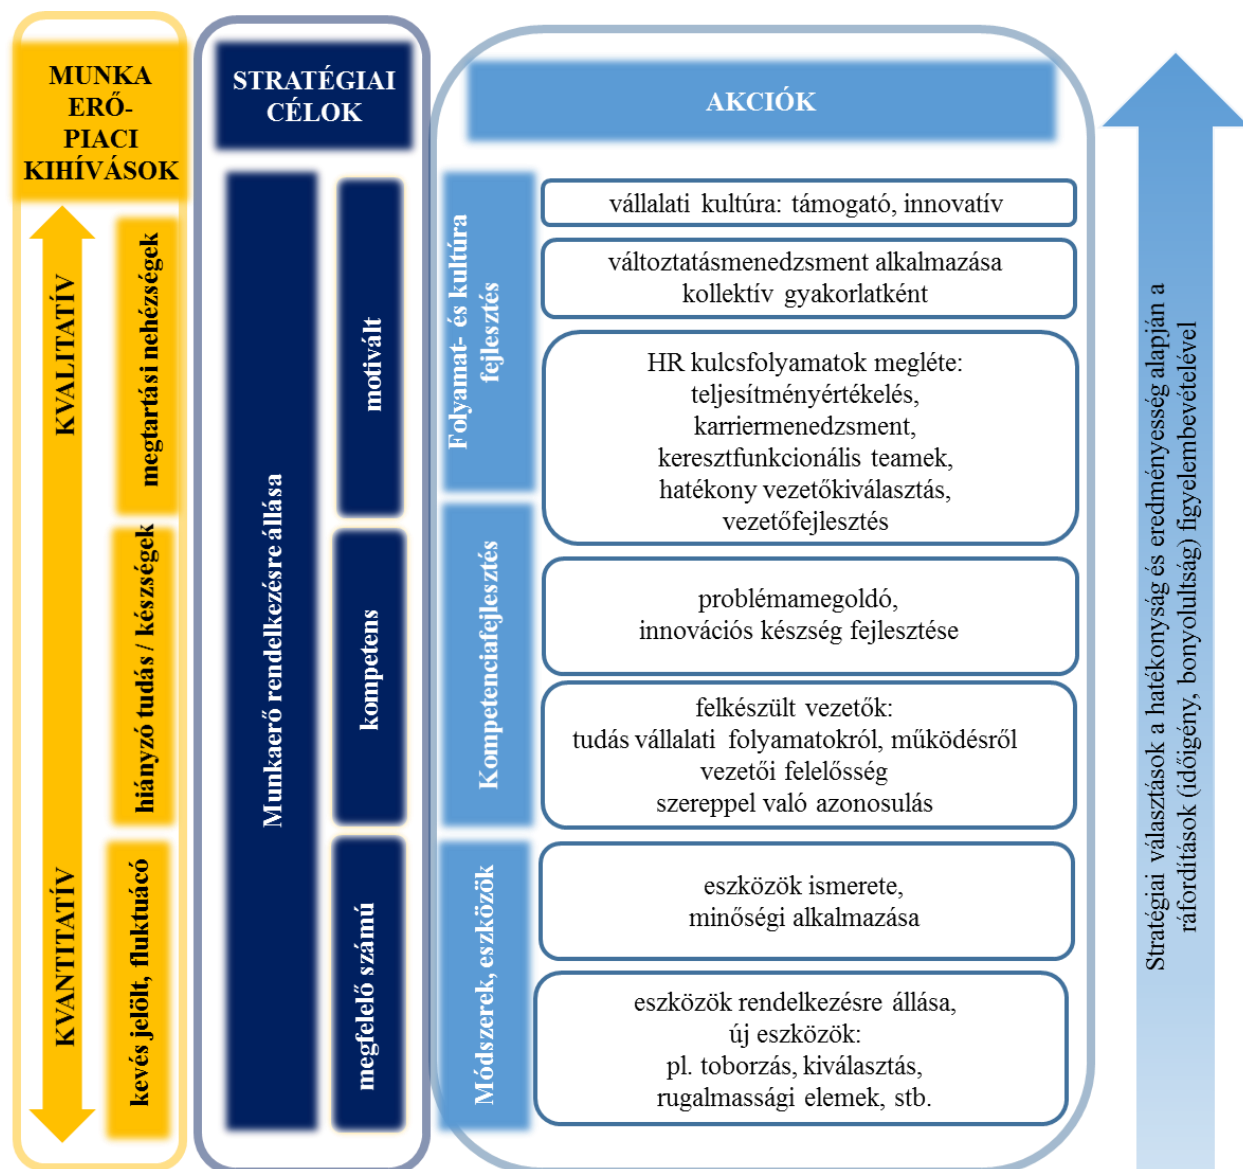 MUNKA
ERŐ-
PIACI
KIHÍVÁSOK
KVALITATÍV
KVANTITATÍV
megtartási nehézségek
hiányzó tudás / készségek
kevés jelölt, fluktuácó
STRATÉGIAI
CÉLOK
Munkaerő rendelkezésre állása
motivált
kompetens
megfelelő számú
AKCIÓK
Folyamat- és kultúra
fejlesztés
Kompetenciafejlesztés
Módszerek, eszközök
vállalati kultúra: támogató, innovatív
változtatásmenedzsment alkalmazása
kollektív gyakorlatként
HR kulcsfolyamatok megléte:
teljesítményértékelés,
karriermenedzsment,
keresztfunkcionális teamek,
hatékony vezetőkiválasztás,
vezetőfejlesztés
problémamegoldó,
innovációs készség fejlesztése
felkészült vezetők:
tudás vállalati folyamatokról, működésről
vezetői felelősség
szereppel való azonosulás
eszközök ismerete,
minőségi alkalmazása
eszközök rendelkezésre állása,
új eszközök:
pl. toborzás, kiválasztás,
rugalmassági elemek, stb.
Stratégiai választások a hatékonyság és eredményesség alapján a
ráfordítások (időigény, bonyolultság) figyelembevételével